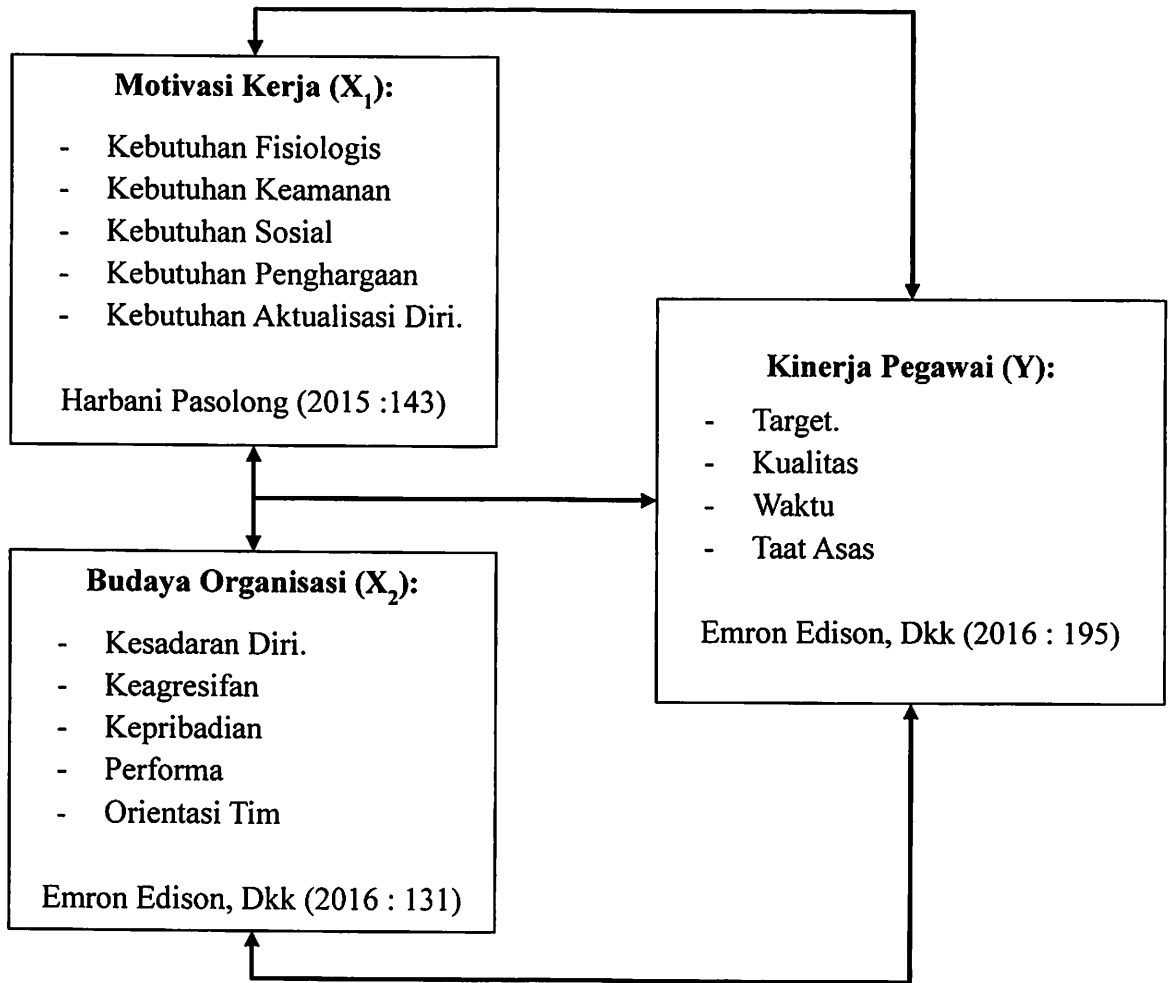 Motivasi Kerja (X₁):
- Kebutuhan Fisiologis
- Kebutuhan Keamanan
- Kebutuhan Sosial
- Kebutuhan Penghargaan
- Kebutuhan Aktualisasi Diri.
Harbani Pasolong (2015 :143)
Kinerja Pegawai (Y):
- Target.
- Kualitas
- Waktu
- Taat Asas
Emron Edison, Dkk (2016 : 195)
Budaya Organisasi (X₂):
- Kesadaran Diri.
- Keagresifan
- Kepribadian
- Performa
- Orientasi Tim
Emron Edison, Dkk (2016 : 131)